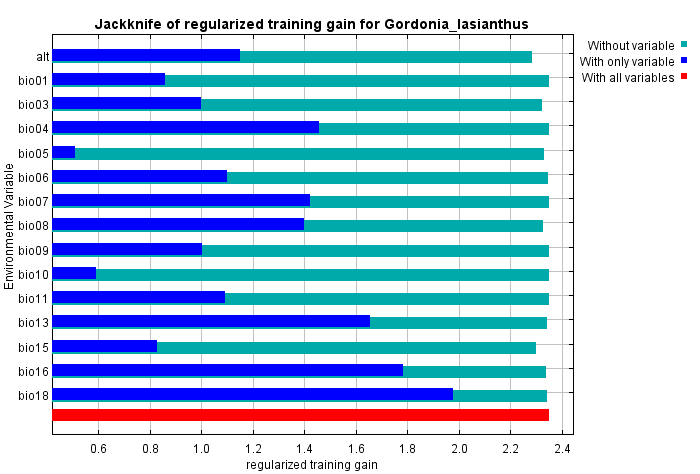 Jackknife of regularized training gain for Gordonia_lasianthus
Without variable
With only variable
With all variables
Environmental Variable
alt
bio01
bio03
bio04
bio05
bio06
bio07
bio08
bio09
bio10
bio11
bio13
bio15
bio16
bio18
0.6 0.8 1.0 1.2 1.4 1.6 1.8 2.0 2.2 2.4
regularized training gain